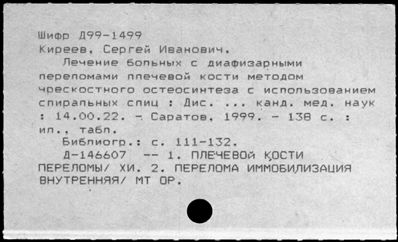 Шифр Д99-1499
Киреев, Сергей Иванович.
Лечение больных с диафизарными
переломами плечевой кости методом
чрескостного остеосинтеза с использованием
спиральных спиц : Дис. ... канд. мед. наук
: 14.00.22. - Саратов, 1999. - 138 с. :
ил., табл.
Библиогр.: с. 111-132.
Д-146607 -- 1. ПЛЕЧЕВОЙ КОСТИ
ПЕРЕЛОМЫ/ ХИ. 2. ПЕРЕЛОМА ИММОБИЛИЗАЦИЯ
ВНУТРЕННЯЯ/ МТ ОР.